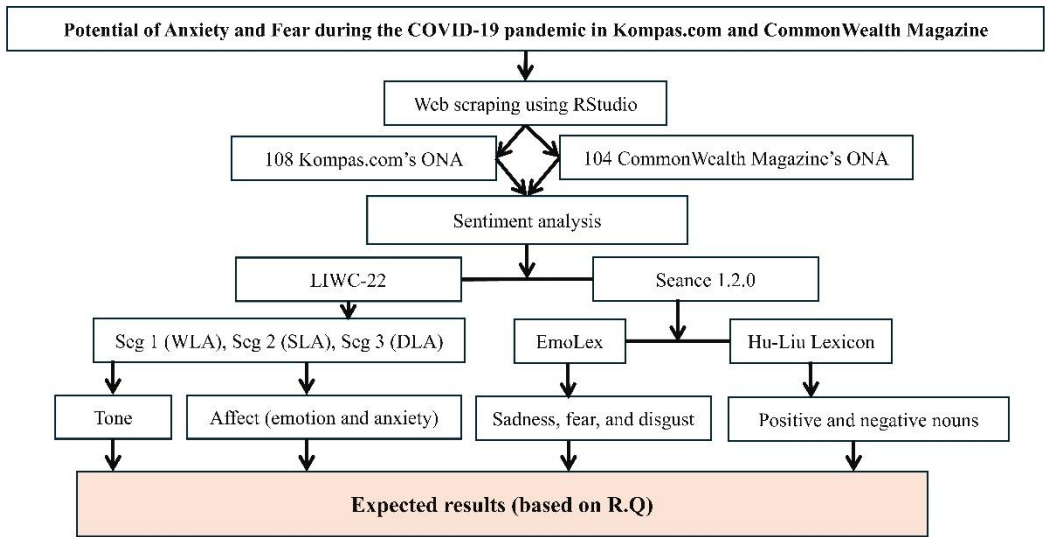 Potential of Anxiety and Fear during the COVID-19 pandemic in Kompas.com and CommonWealth Magazine
Web scraping using RStudio
108 Kompas.com's ONA
104 CommonWealth Magazine's ONA
Sentiment analysis
LIWC-22
Seance 1.2.0
Seg 1 (WLA), Seg 2 (SLA), Seg 3 (DLA)
EmoLex
Hu-Liu Lexicon
Tone
Affect (emotion and anxiety)
Sadness, fear, and disgust
Positive and negative nouns
Expected results (based on R.Q)